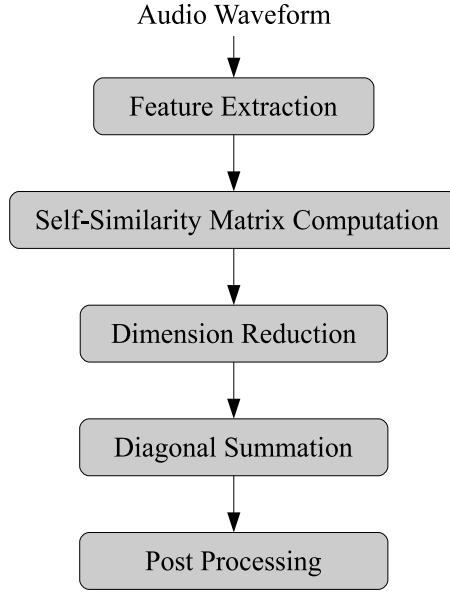 Audio Waveform
Feature Extraction
Self-Similarity Matrix Computation
Dimension Reduction
Diagonal Summation
Post Processing